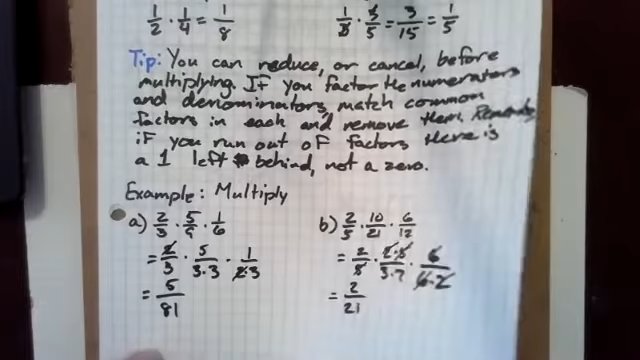 1/2 · 1/4 = 1/8
1/3 · 3/5 = 3/15 = 1/5
Tip: You can reduce, or cancel, before
multiplying. If you factor the numerators
and denominators, match common
factors in each and remove them. Remember,
if you run out of factors there is
a 1 left behind, not a zero.
Example: Multiply
a) 2/3 · 5/9 · 1/6
= 2/3 · 5/3·3 · 1/2·3
= 5/81
b) 2/5 · 10/21 · 6/12
= 2/5 · 2·5/3·7 · 6/6·2
= 2/21